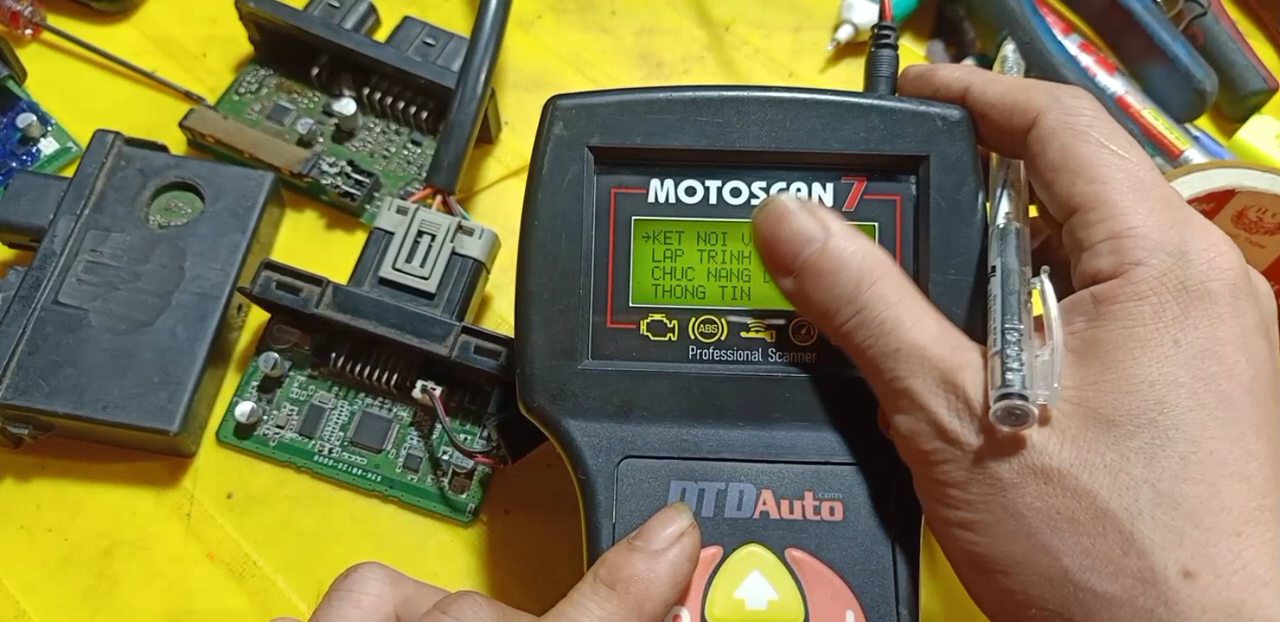 MOTOSCAN 7
→KET NOI
LAP TRINH
CHUC NANG
THONG TIN
ABS
Professional Scanner
DTDAuto.com